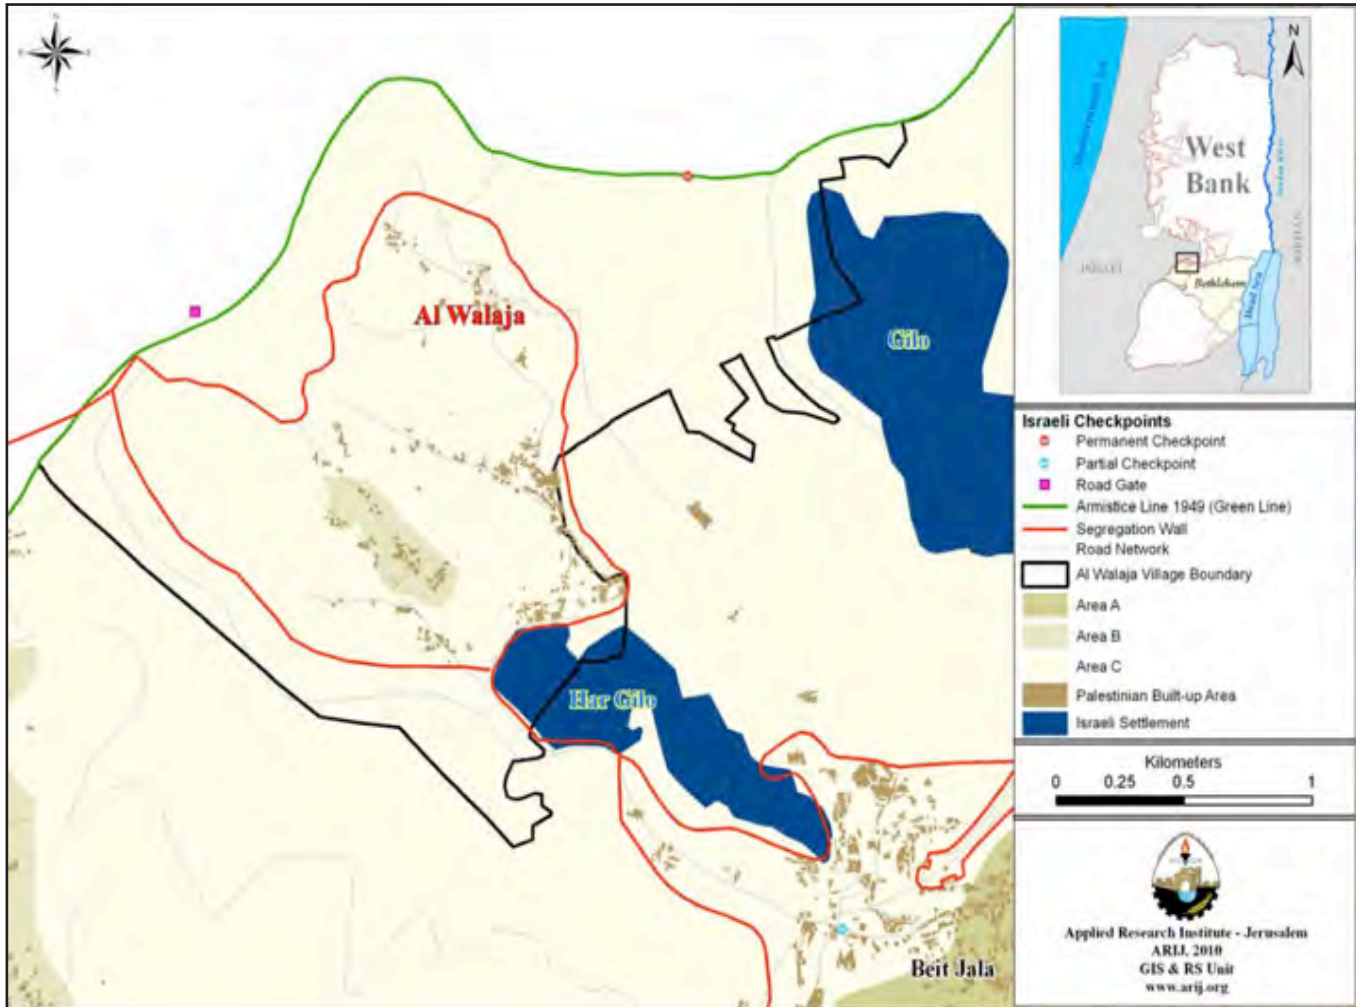 N
Al Walaja
Gilo
Har Gilo
Beit Jala
N
West
Bank
Bethlehem
Dead Sea
ISRAEL
Israeli Checkpoints
Permanent Checkpoint
Partial Checkpoint
Road Gate
Armistice Line 1949 (Green Line)
Segregation Wall
Road Network
Al Walaja Village Boundary
Area A
Area B
Area C
Palestinian Built-up Area
Israeli Settlement
Kilometers
0 0.25 0.5 1
Applied Research Institute - Jerusalem
ARIJ, 2010
GIS & RS Unit
www.arij.org